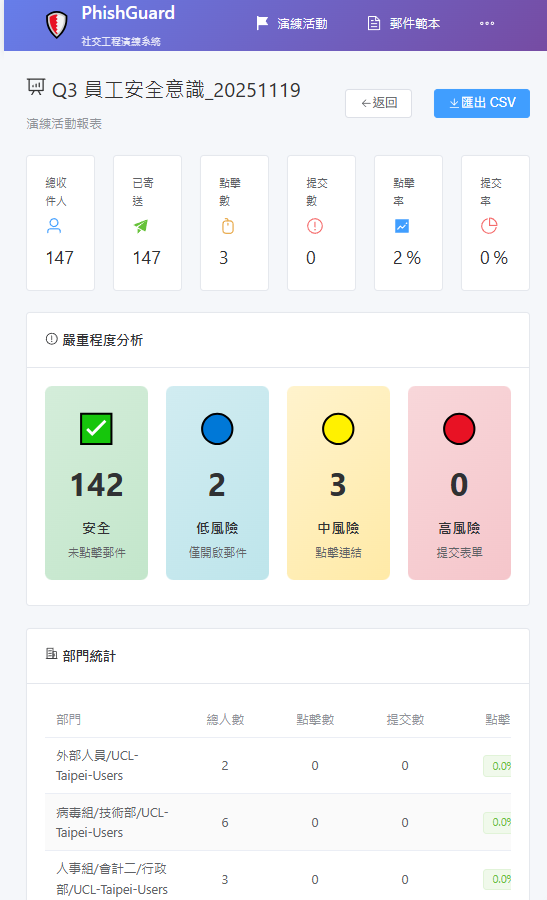 PhishGuard
社交工程演練系統
演練活動
郵件範本
Q3 員工安全意識_20251119
演練活動報表
返回
匯出 CSV
總收件人
147
已寄送
147
點擊數
3
提交數
0
點擊率
2 %
提交率
0 %
嚴重程度分析
142
安全
未點擊郵件
2
低風險
僅開啟郵件
3
中風險
點擊連結
0
高風險
提交表單
部門統計
部門 總人數 點擊數 提交數 點擊
外部人員/UCL-
Taipei-Users
2 0 0 0.0%
病毒組/技術部/UCL-
Taipei-Users
6 0 0 0.0%
人事組/會計二/行政
部/UCL-Taipei-Users
3 0 0 0.0%